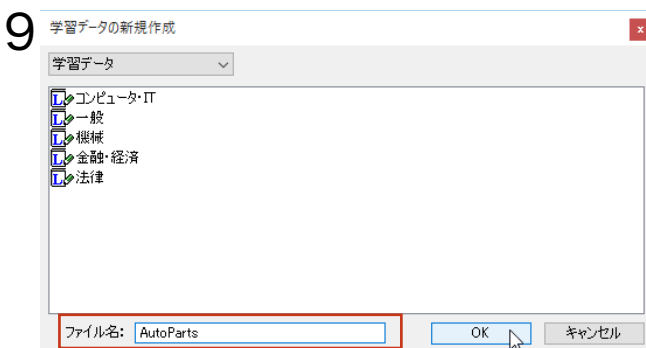 9
学習データの新規作成
x
学習データ
コンピュータ・IT
一般
機械
金融・経済
法律
ファイル名: AutoParts
OK キャンセル